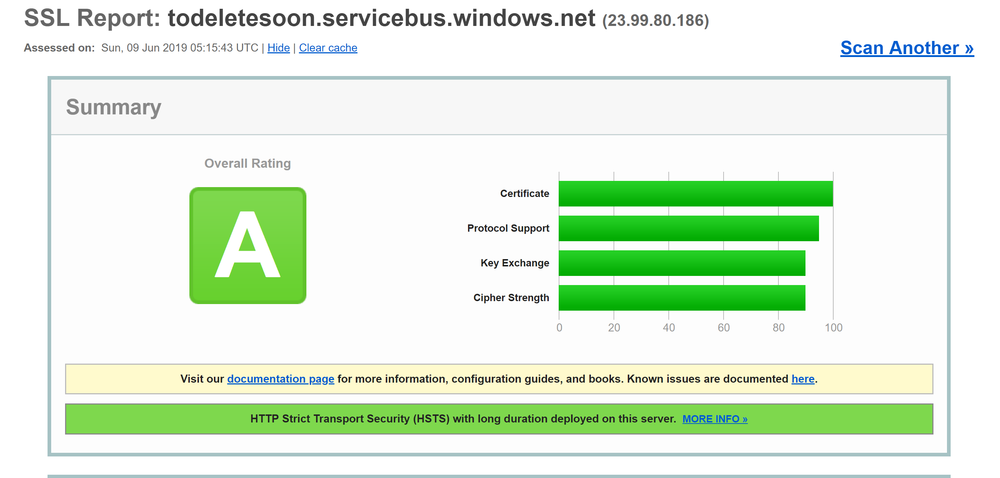 SSL Report: todeletesoon.servicebus.windows.net (23.99.80.186)
Assessed on: Sun, 09 Jun 2019 05:15:43 UTC | Hide | Clear cache
Scan Another »
Summary
Overall Rating
A
Certificate
Protocol Support
Key Exchange
Cipher Strength
0 20 40 60 80 100
Visit our documentation page for more information, configuration guides, and books. Known issues are documented here.
HTTP Strict Transport Security (HSTS) with long duration deployed on this server. MORE INFO »